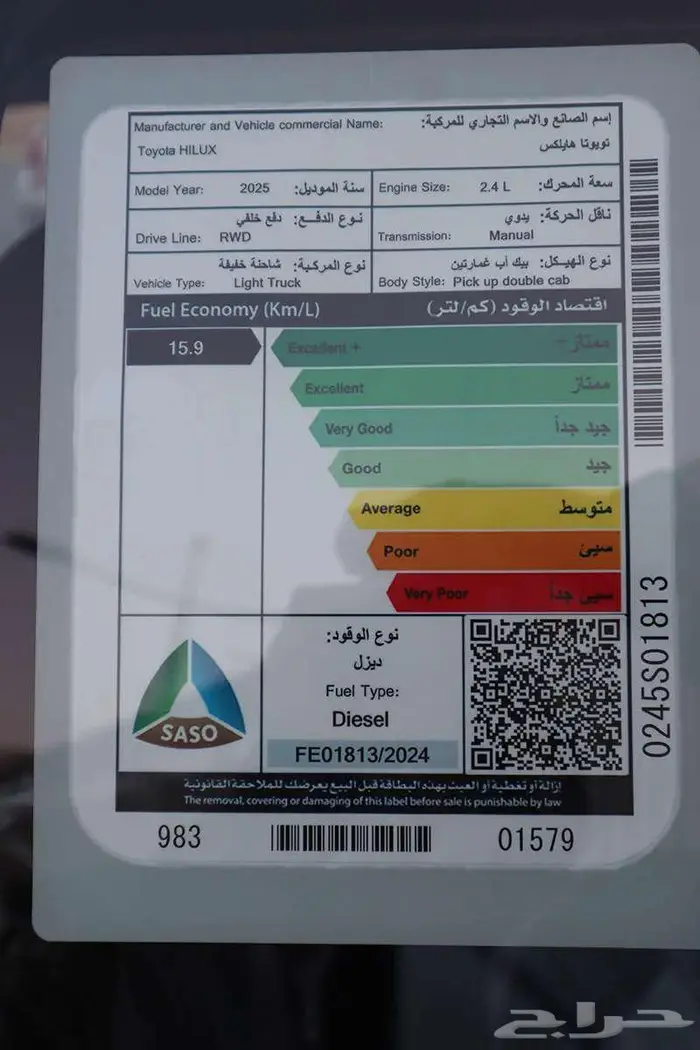 Manufacturer and Vehicle commercial Name: إسم الصانع والاسم التجاري للمركبة:
Toyota HILUX تويوتا هايلكس
Model Year: 2025 سنة الموديل:
Engine Size: 2.4 L سعة المحرك:
نوع الدفع: دفع خلفي
Drive Line: RWD
ناقل الحركة: يدوي
Transmission: Manual
نوع المركبة: شاحنة خفيفة
Vehicle Type: Light Truck
نوع الهيكل: بيك أب غمارتين
Body Style: Pick up double cab
Fuel Economy (Km/L) اقتصاد الوقود (كم/لتر)
15.9
Excellent + ممتاز +
Excellent ممتاز
Very Good جيد جداً
Good جيد
Average متوسط
Poor سيئ
Very Poor سيئ جداً
SASO
نوع الوقود:
ديزل
Fuel Type:
Diesel
FE01813/2024
إزالة أو تغطية أو العبث بهذه البطاقة قبل البيع يعرضك للملاحقة القانونية
The removal, covering or damaging of this label before sale is punishable by law
983 01579
0245S01813
حراج